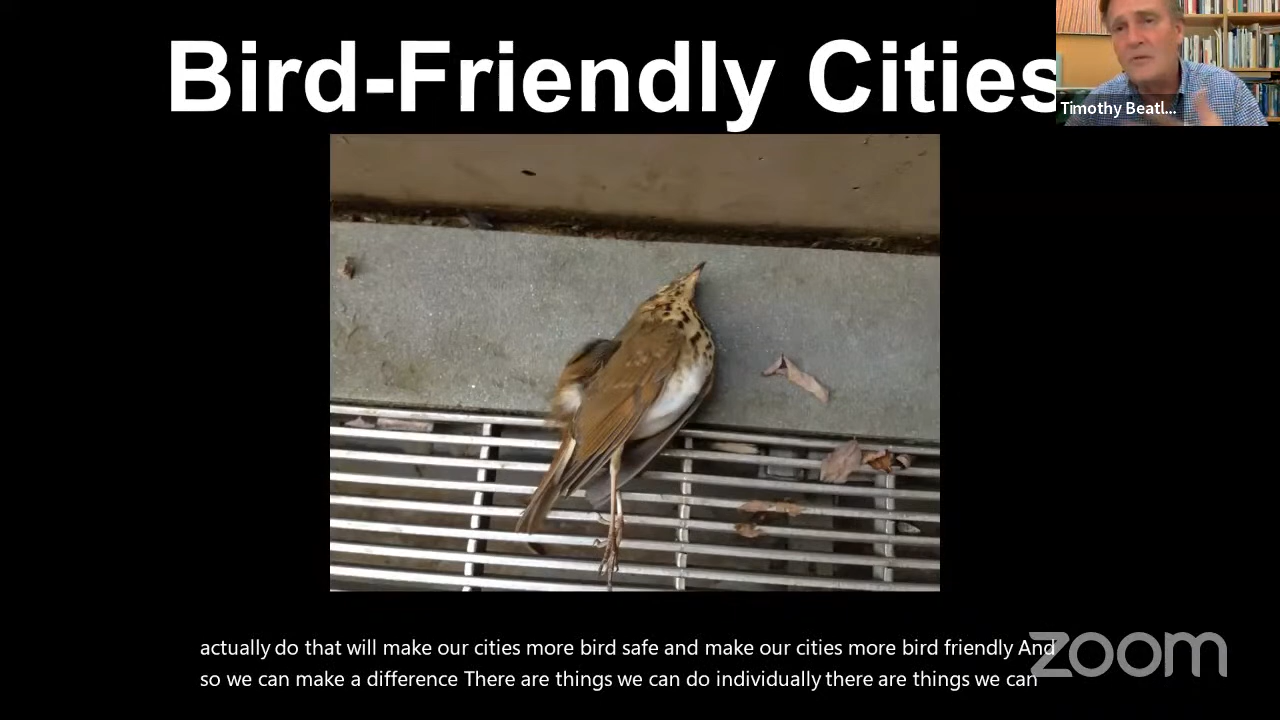 Bird-Friendly Cities
Timothy Beatl...
actually do that will make our cities more bird safe and make our cities more bird friendly And
so we can make a difference There are things we can do individually there are things we can
zoom